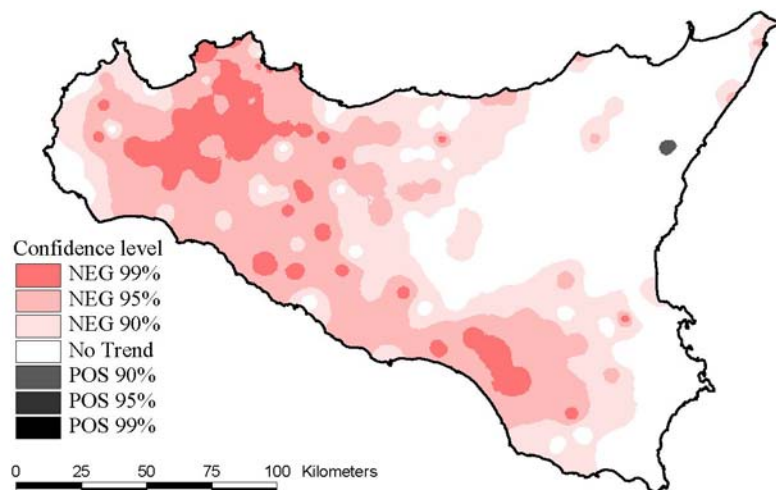 Confidence level
NEG 99%
NEG 95%
NEG 90%
No Trend
POS 90%
POS 95%
POS 99%
0 25 50 75 100 Kilometers